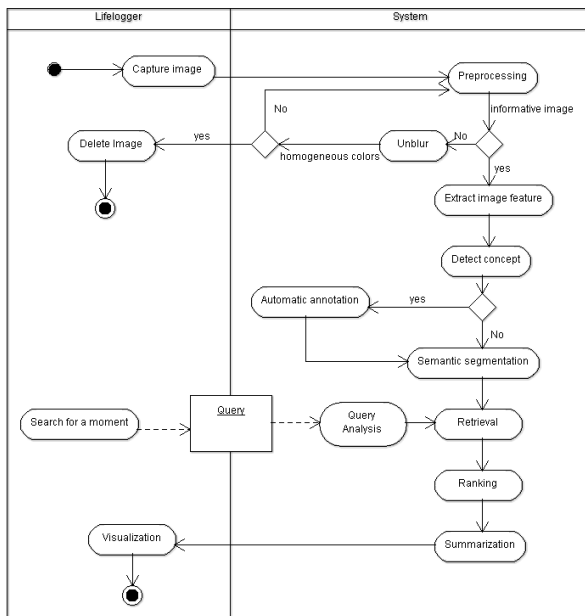 Lifelogger
System
Capture image
Preprocessing
No
informative image
Delete Image
yes
Unblur
No
homogeneous colors
yes
Extract image feature
Detect concept
Automatic annotation
yes
No
Semantic segmentation
Search for a moment
Query
Query
Analysis
Retrieval
Ranking
Visualization
Summarization